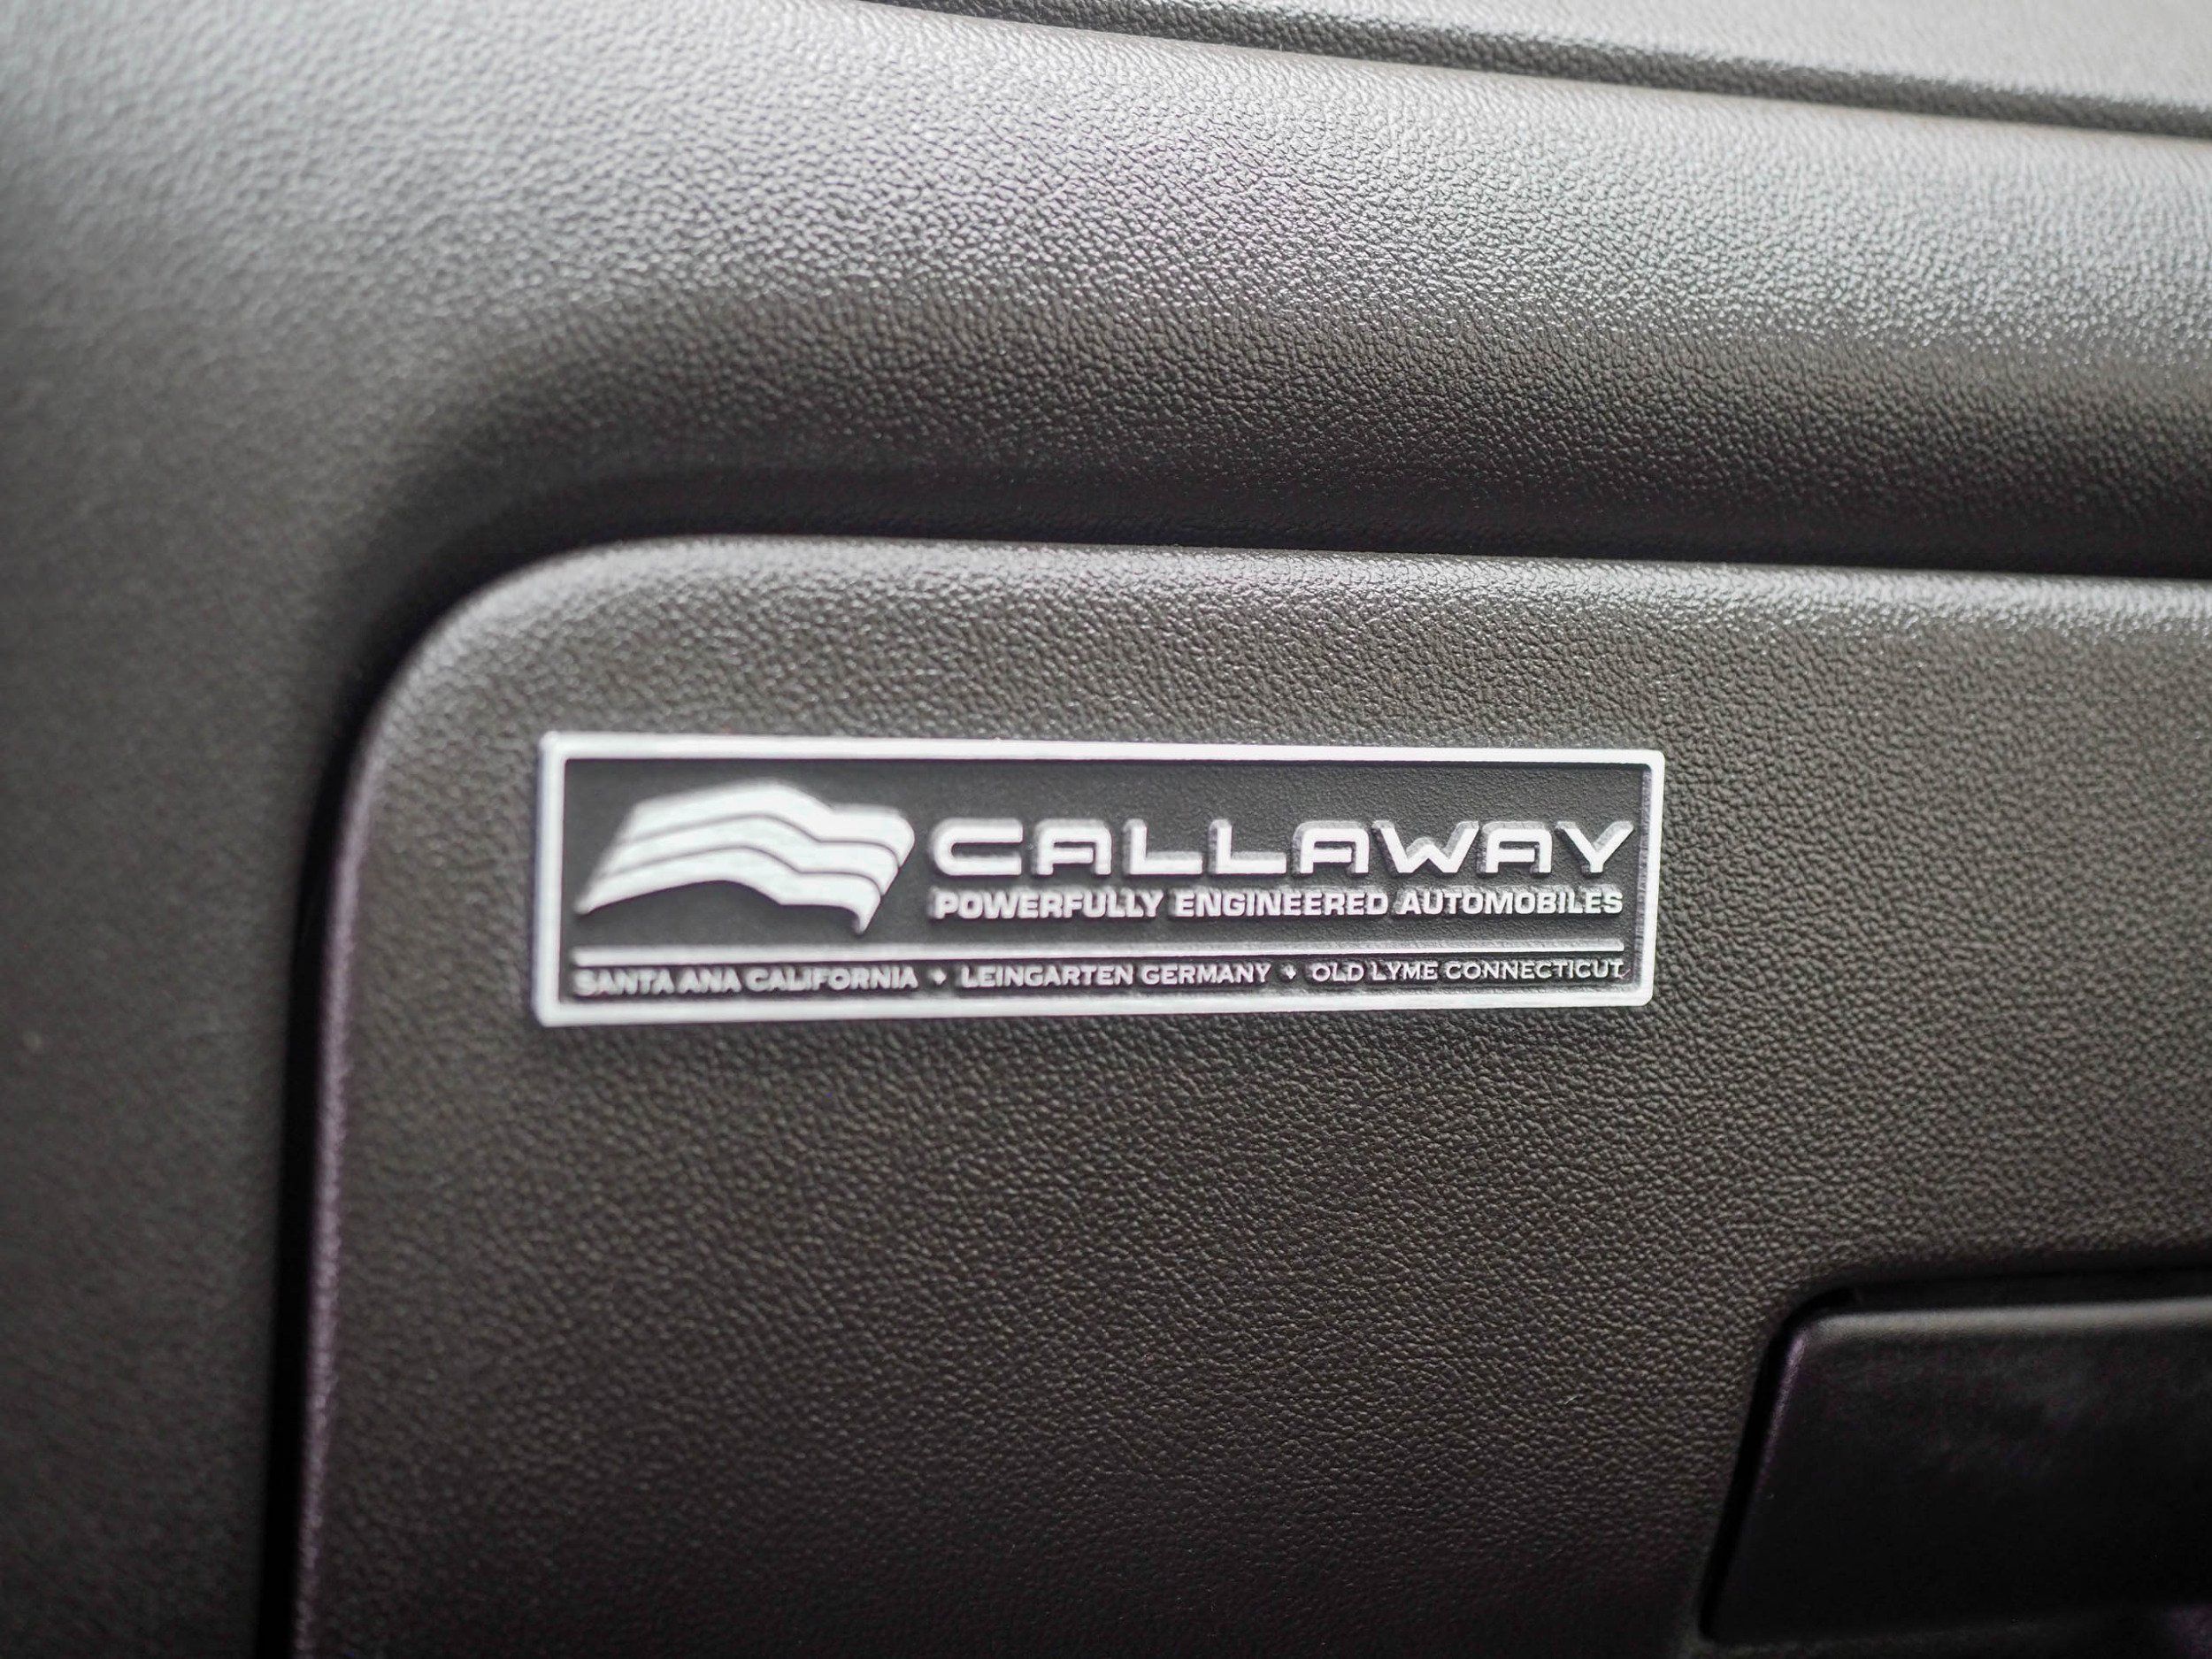 CALLAWAY
POWERFULLY ENGINEERED AUTOMOBILES
SANTA ANA CALIFORNIA • LEINGARTEN GERMANY • OLD LYME CONNECTICUT